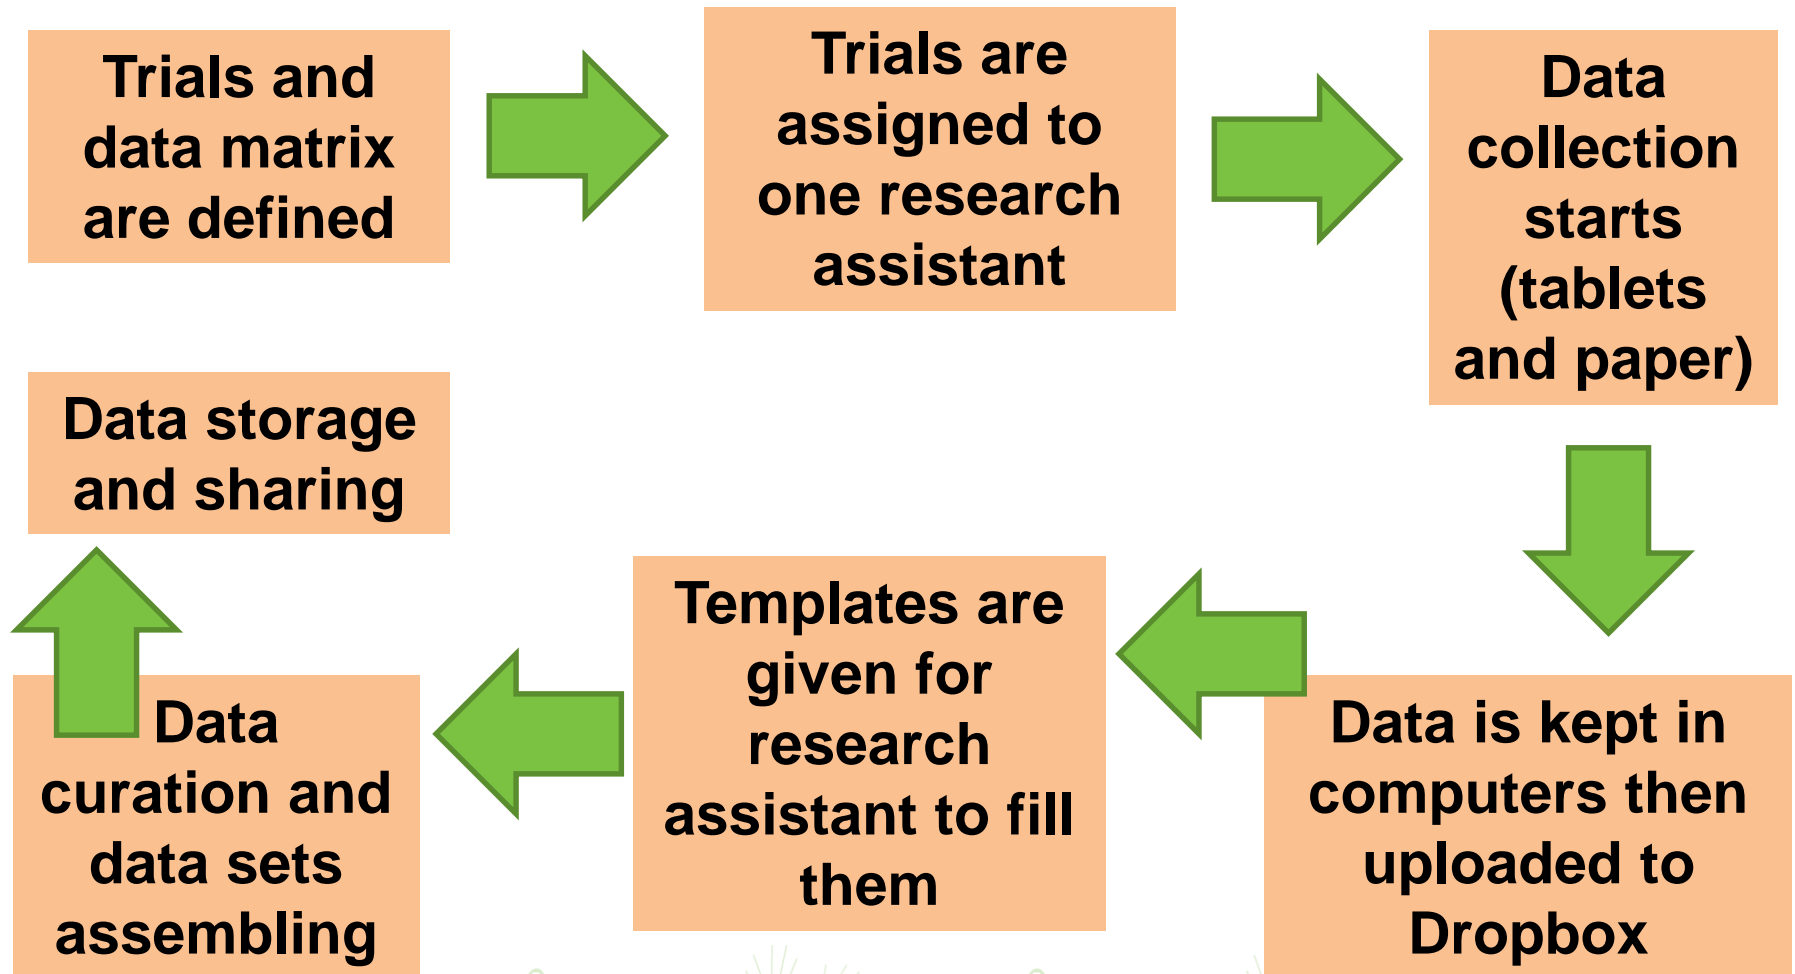 Trials and
data matrix
are defined
Trials are
assigned to
one research
assistant
Data
collection
starts
(tablets
and paper)
Data is kept in
computers then
uploaded to
Dropbox
Templates are
given for
research
assistant to fill
them
Data
curation and
data sets
assembling
Data storage
and sharing